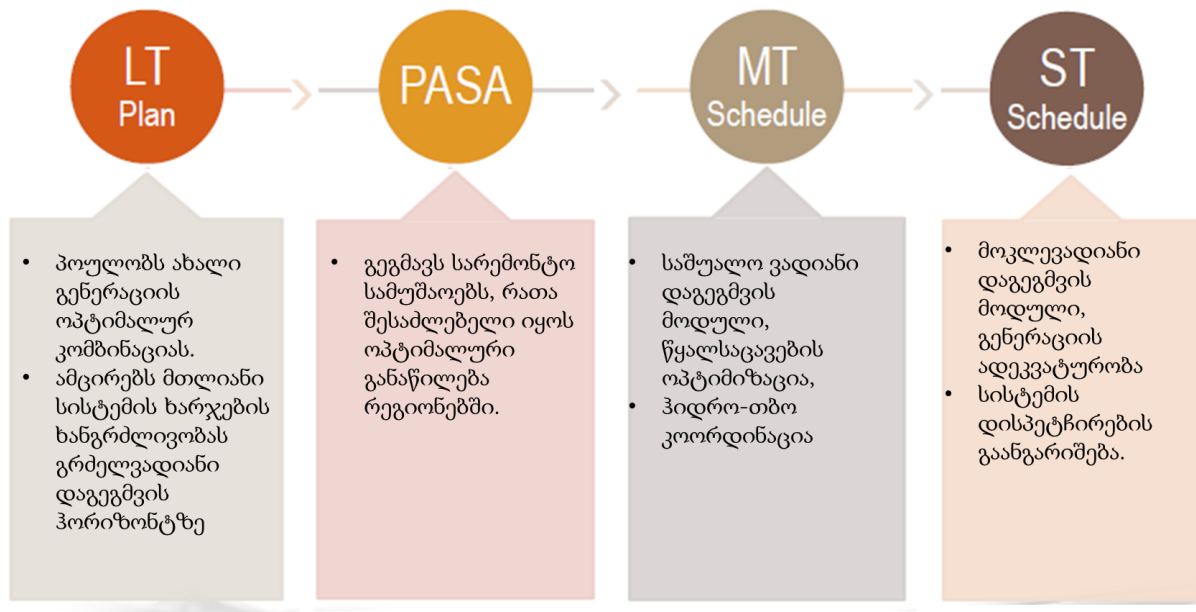 LT
Plan
PASA
MT
Schedule
ST
Schedule
• პოულობს ახალი
გენერაციის
ოპტიმალურ
კომბინაციას.
• ამცირებს მთლიანი
სისტემის ხარჯების
ხანგრძლივობას
გრძელვადიანი
დაგეგმვის
ჰორიზონტზე
• გეგმავს სარემონტო
სამუშაოებს, რათა
შესაძლებელი იყოს
ოპტიმალური
განაწილება
რეგიონებში.
• საშუალო ვადიანი
დაგეგმვის
მოდული,
წყალსაცავების
ოპტიმიზაცია,
• ჰიდრო-თბო
კოორდინაცია
• მოკლევადიანი
დაგეგმვის
მოდული,
გენერაციის
ადეკვატურობა
• სისტემის
დისპეტჩირების
გაანგარიშება.